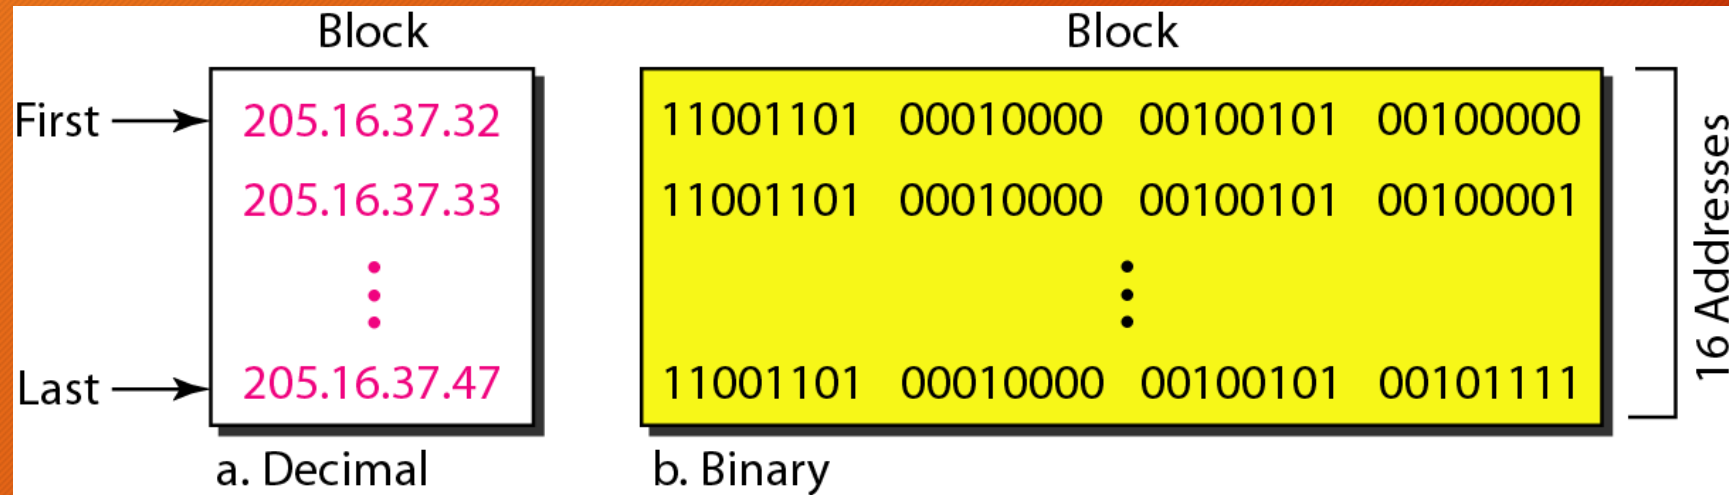 Block
Block
First
205.16.37.32
11001101 00010000 00100101 00100000
205.16.37.33
11001101 00010000 00100101 00100001
Last
205.16.37.47
11001101 00010000 00100101 00101111
16 Addresses
a. Decimal
b. Binary